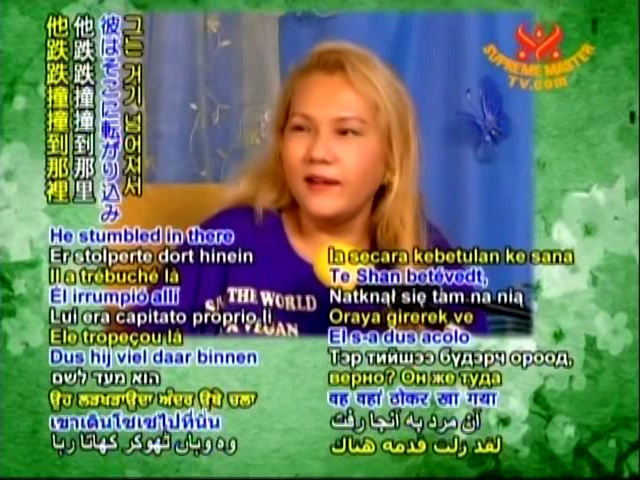 他跌跌撞撞到那裡
他跌跌撞撞到那里
彼はそこに転がり込み
그는 거기 넘어져서
SUPREME MASTER
TV.com
THE WORLD
VEGAN
He stumbled in there
Er stolperte dort hinein
Il a trébuché là
Él irrumpió allí
Lui era capitato proprio lì
Ele tropeçou lá
Dus hij viel daar binnen
הוא מעד לשם
ਉਹ ਲੜਖੜਾਉਂਦਾ ਅੰਦਰ ਉਥੇ ਚਲਾ
เขาเดินโซเซไปที่นั่น
وہ وہاں ٹھوکر کھاتا رہا
Ia secara kebetulan ke sana
Te Shan betévedt,
Natknął się tam na nią
Oraya girerek ve
El s-a dus acolo
Тэр тийшээ бүдэрч ороод,
верно? Он же туда
वह वहां ठोकर खा गया
آن مرد به آنجا رفت
لقد زلت قدمه هناك